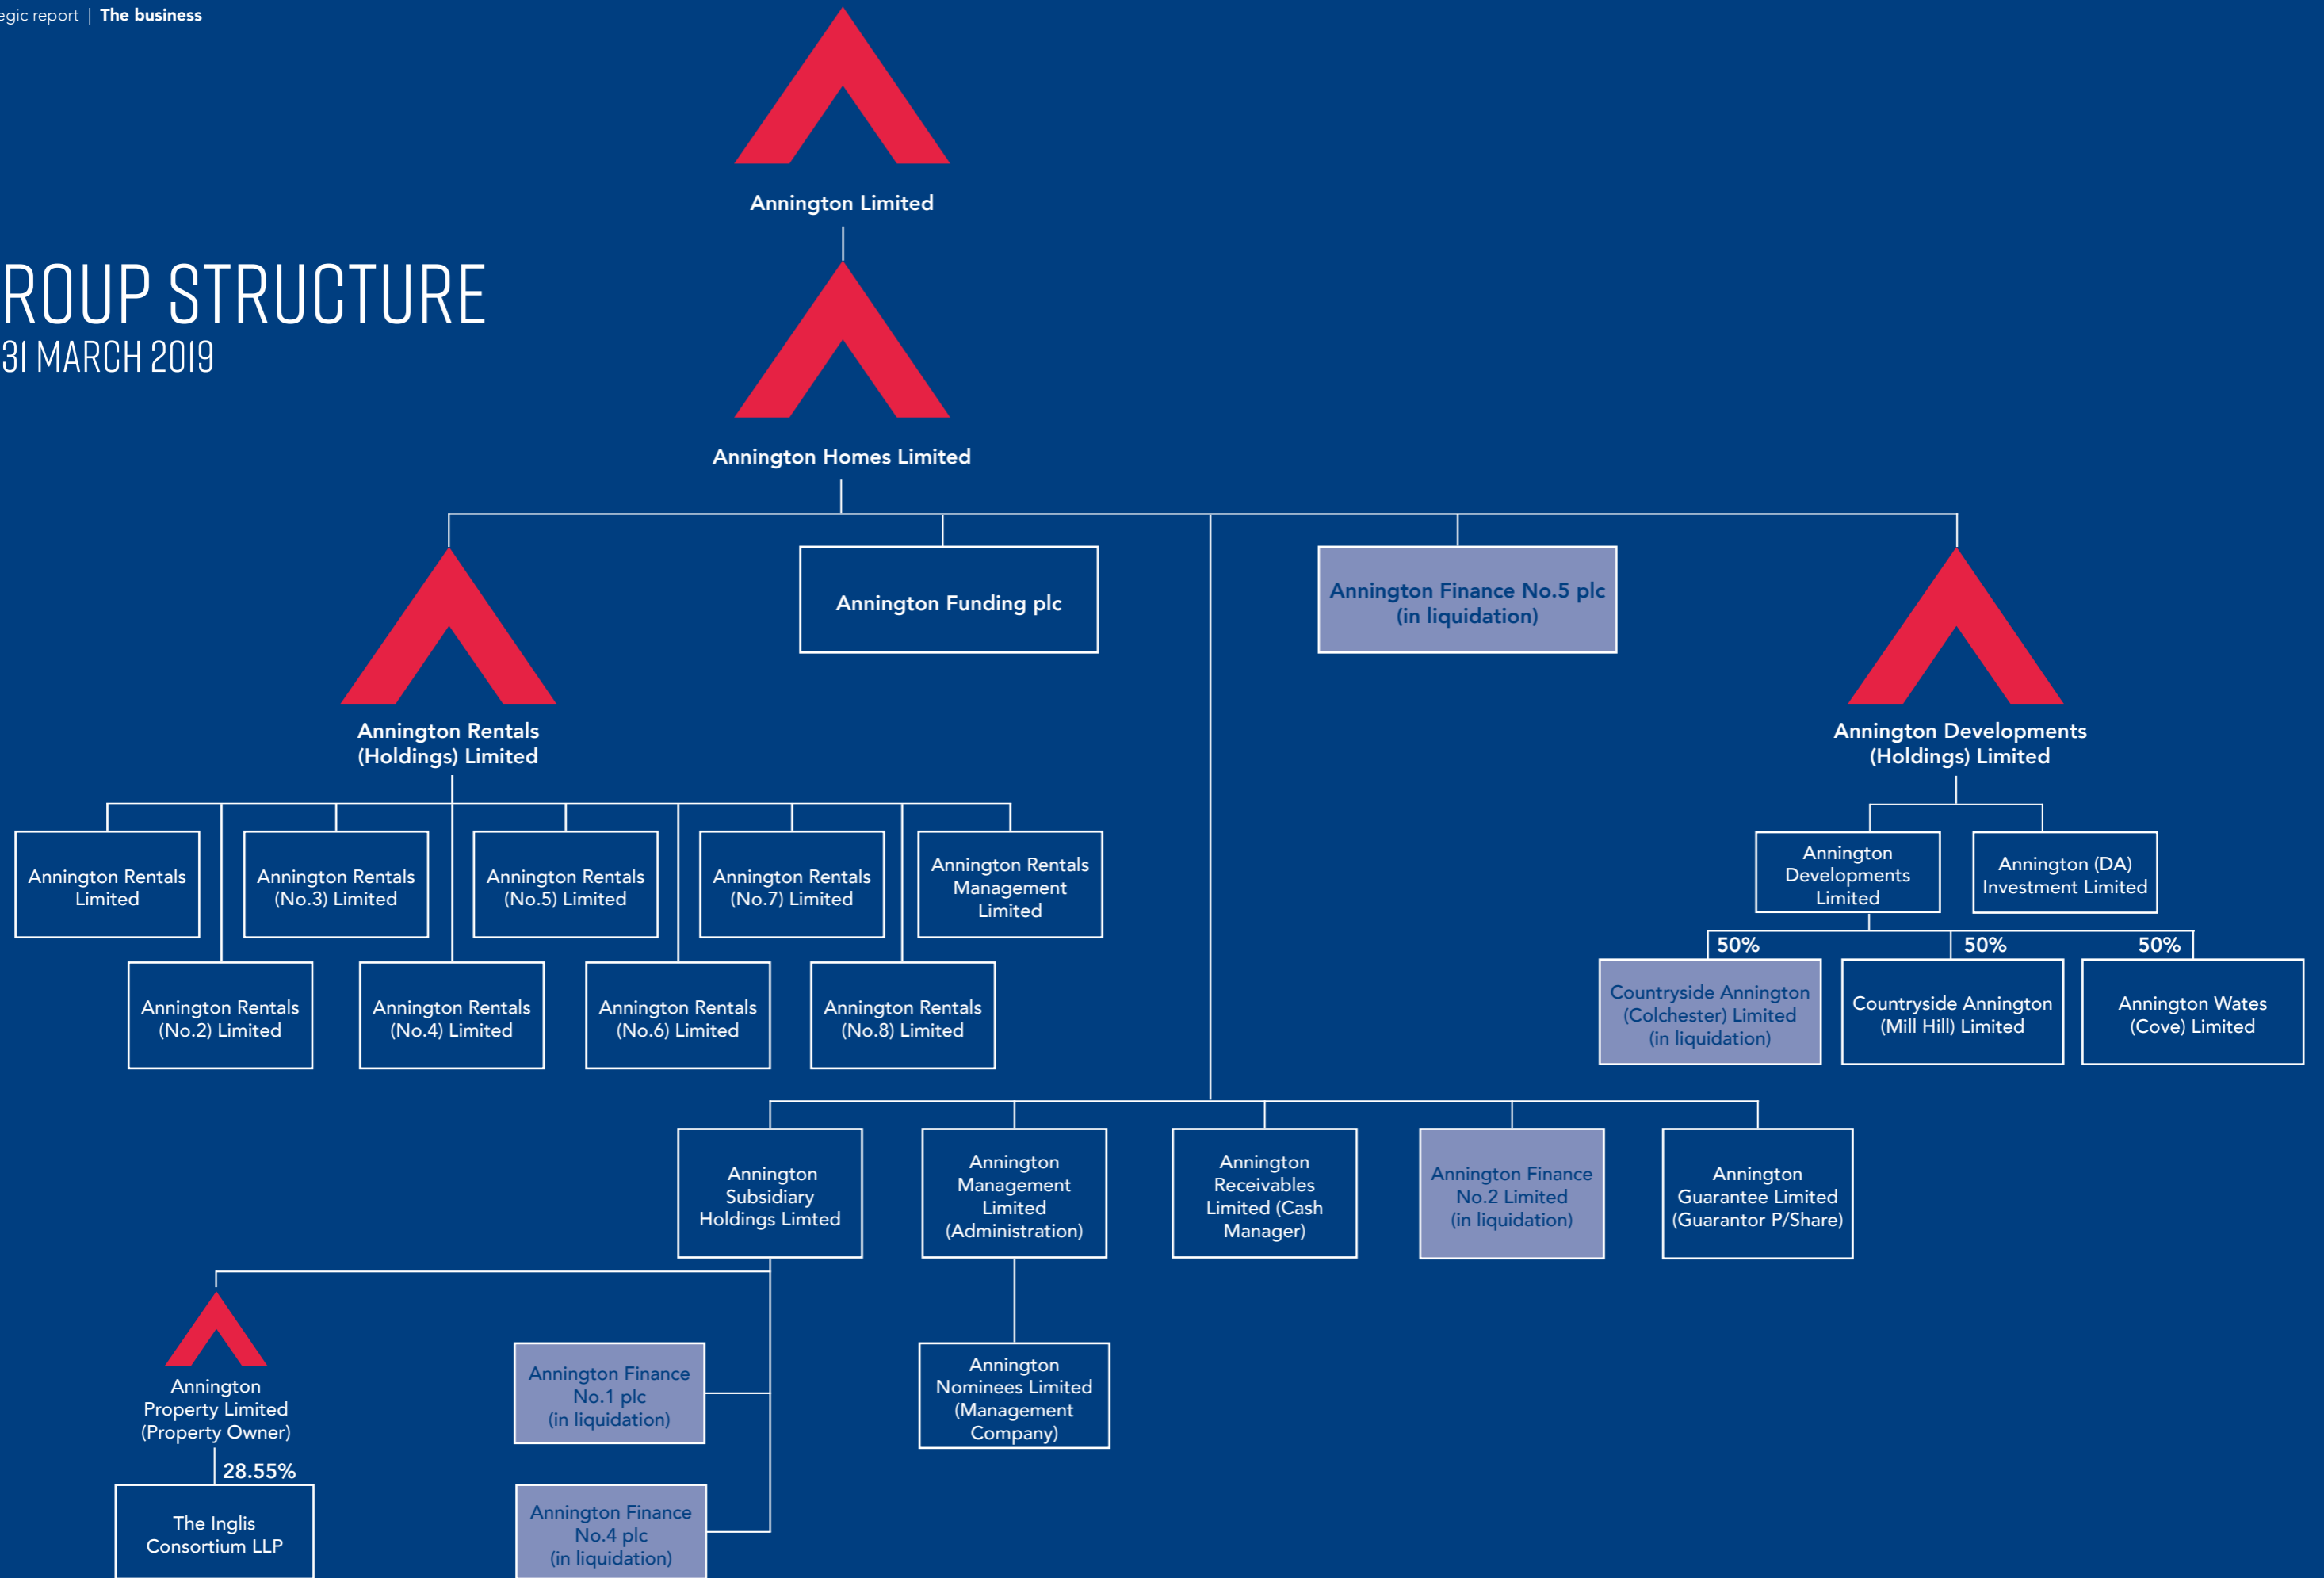 egic report | The business
ROUP STRUCTURE
31 MARCH 2019
Annington Limited
Annington Homes Limited
Annington Funding plc
Annington Finance No.5 plc
(in liquidation)
Annington Rentals
(Holdings) Limited
Annington Developments
(Holdings) Limited
Annington Rentals
Limited
Annington Rentals
(No.3) Limited
Annington Rentals
(No.5) Limited
Annington Rentals
(No.7) Limited
Annington Rentals
Management
Limited
Annington
Developments
Limited
Annington (DA)
Investment Limited
50%
50%
50%
Annington Rentals
(No.2) Limited
Annington Rentals
(No.4) Limited
Annington Rentals
(No.6) Limited
Annington Rentals
(No.8) Limited
Countryside Annington
(Colchester) Limited
(in liquidation)
Countryside Annington
(Mill Hill) Limited
Annington Wates
(Cove) Limited
Annington
Subsidiary
Holdings Limted
Annington
Management
Limited
(Administration)
Annington
Receivables
Limited (Cash
Manager)
Annington Finance
No.2 Limited
(in liquidation)
Annington
Guarantee Limited
(Guarantor P/Share)
Annington
Property Limited
(Property Owner)
Annington Finance
No.1 plc
(in liquidation)
Annington
Nominees Limited
(Management
Company)
28.55%
The Inglis
Consortium LLP
Annington Finance
No.4 plc
(in liquidation)